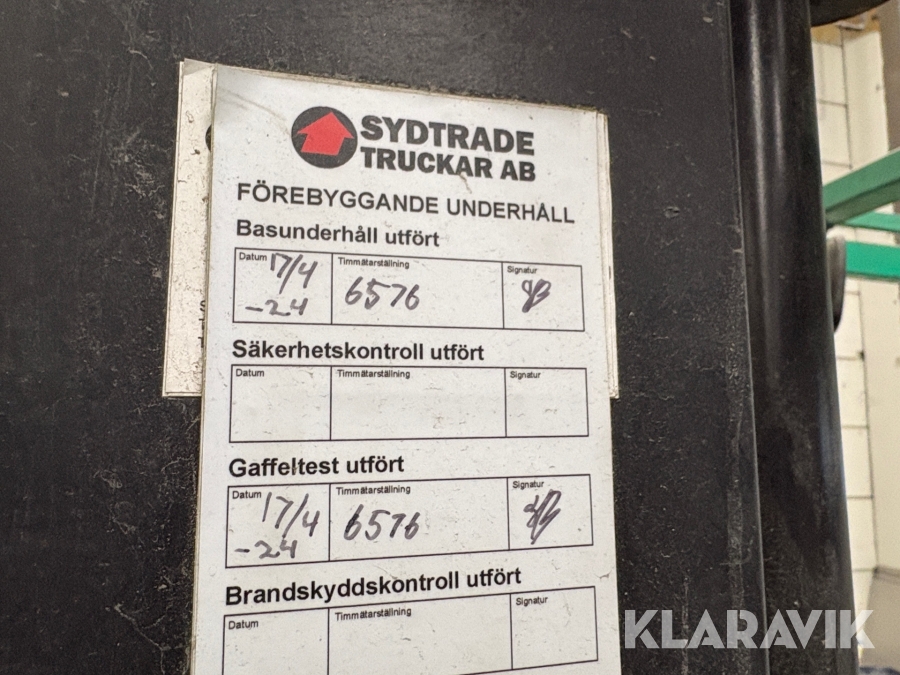 SYDTRADE
TRUCKAR AB
FÖREBYGGANDE UNDERHÅLL
Basunderhåll utfört
Datum Timmätarställning Signatur
17/4 6576
-24
Säkerhetskontroll utfört
Datum Timmätarställning Signatur
Gaffeltest utfört
Datum Timmätarställning Signatur
17/4 6576
-24
Brandskyddskontroll utfört
Datum Timmätarställning Signatur
KLARAVIK